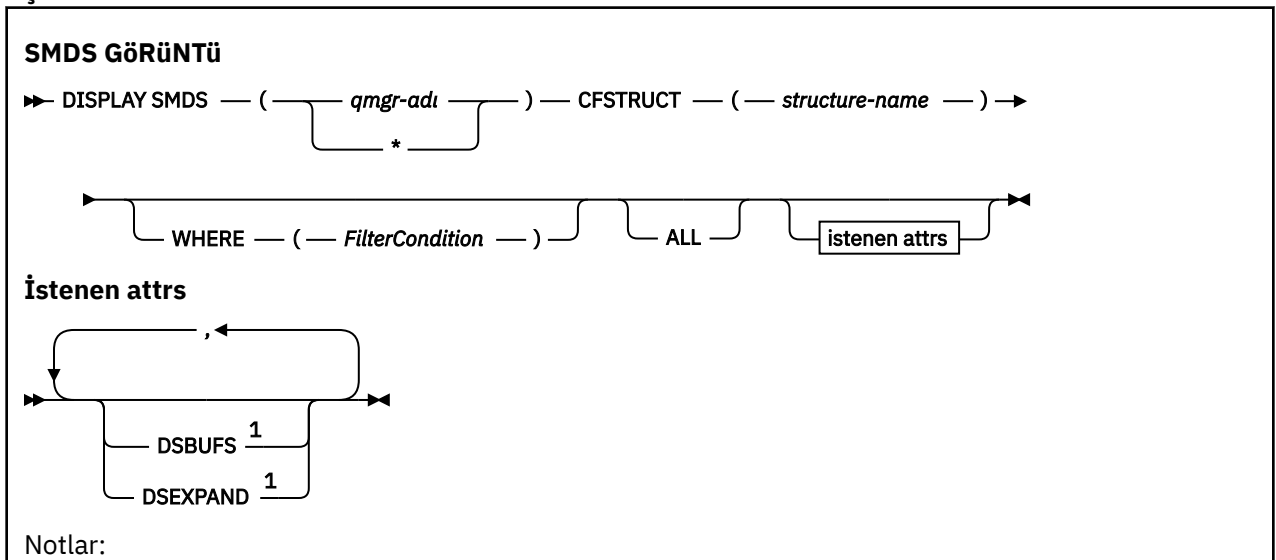 SMDS GöRüNTü
DISPLAY SMDS ( qmgr-adı ) CFSTRUCT ( structure-name )
*
WHERE ( FilterCondition ) ALL istenen attrs
İstenen attrs
,
DSBUFS 1
DSEXPAND 1
Notlar: